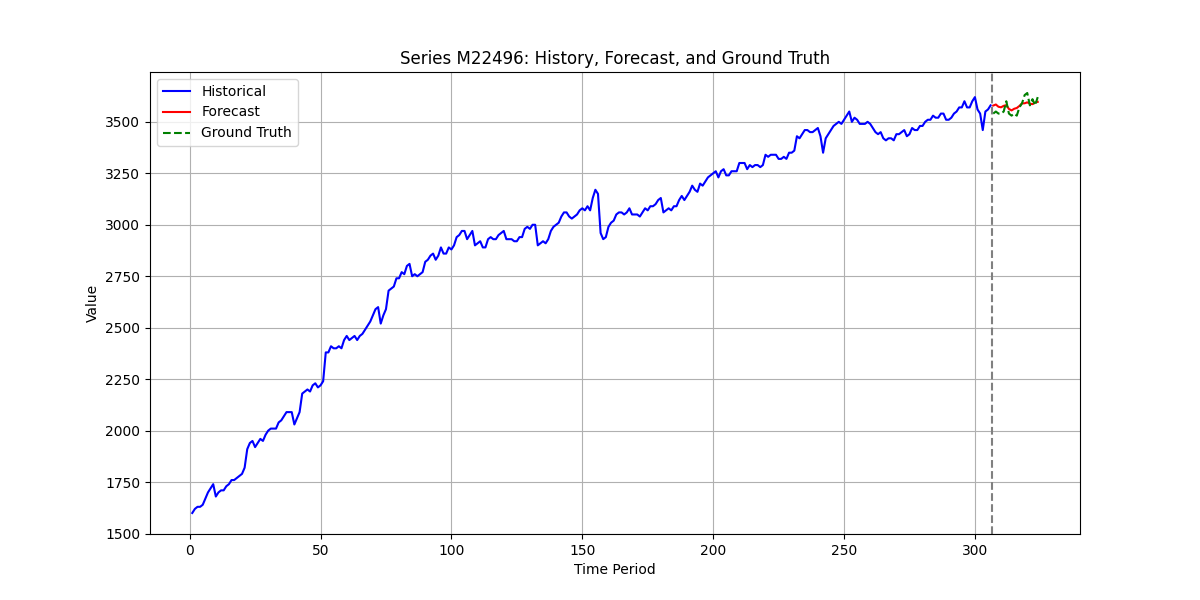 Series M22496: History, Forecast, and Ground Truth
Historical
Forecast
Ground Truth
Value
3500
3250
3000
2750
2500
2250
2000
1750
1500
0 50 100 150 200 250 300
Time Period